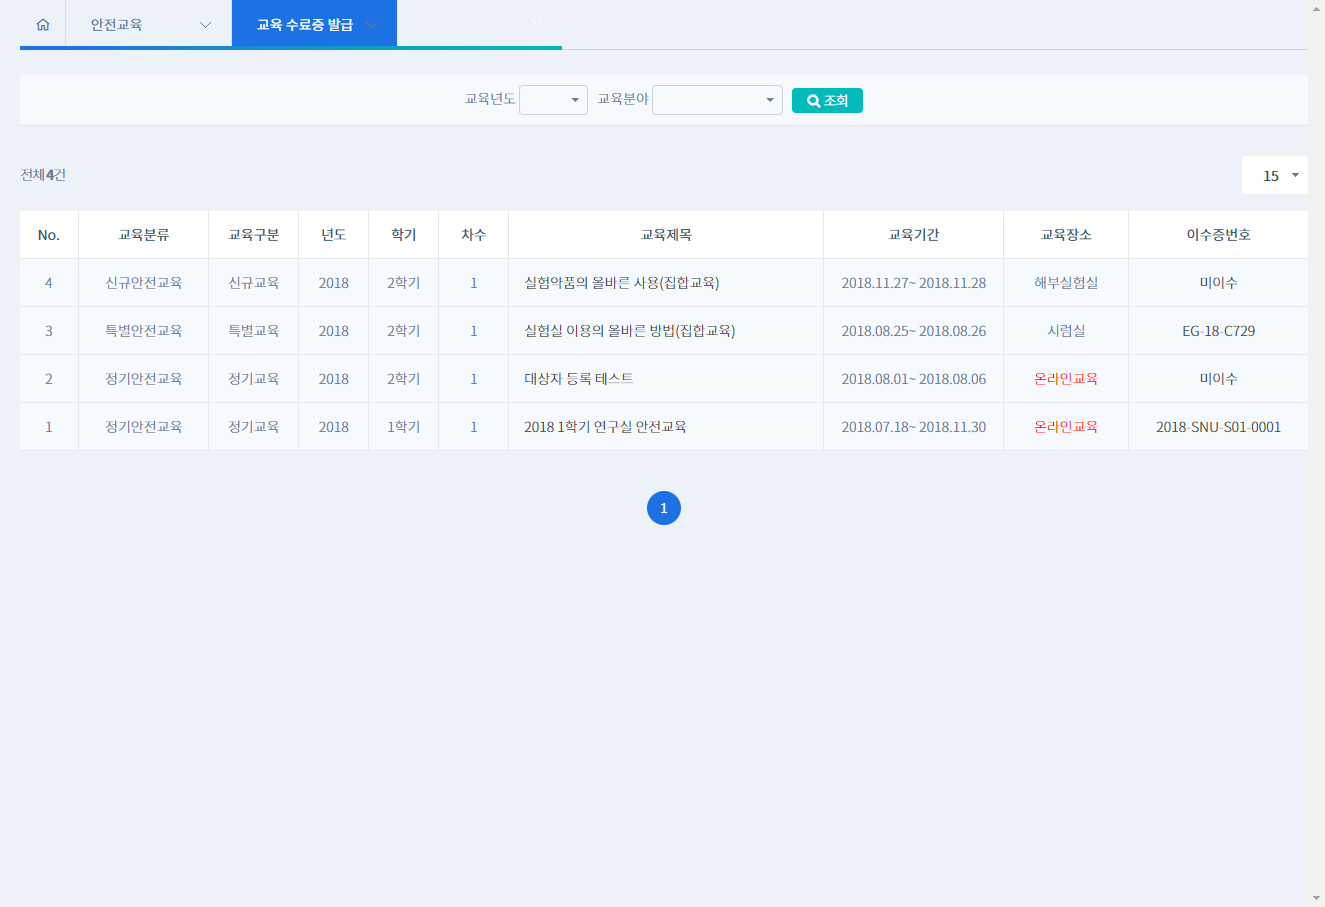 안전교육 교육 수료증 발급
교육년도 교육분야 조회
전체4건 15
No. 교육분류 교육구분 년도 학기 차수 교육제목 교육기간 교육장소 이수증번호
4 신규안전교육 신규교육 2018 2학기 1 실험약품의 올바른 사용(집합교육) 2018.11.27~ 2018.11.28 해부실험실 미이수
3 특별안전교육 특별교육 2018 2학기 1 실험실 이용의 올바른 방법(집합교육) 2018.08.25~ 2018.08.26 시럼실 EG-18-C729
2 정기안전교육 정기교육 2018 2학기 1 대상자 등록 테스트 2018.08.01~ 2018.08.06 온라인교육 미이수
1 정기안전교육 정기교육 2018 1학기 1 2018 1학기 연구실 안전교육 2018.07.18~ 2018.11.30 온라인교육 2018-SNU-S01-0001
1